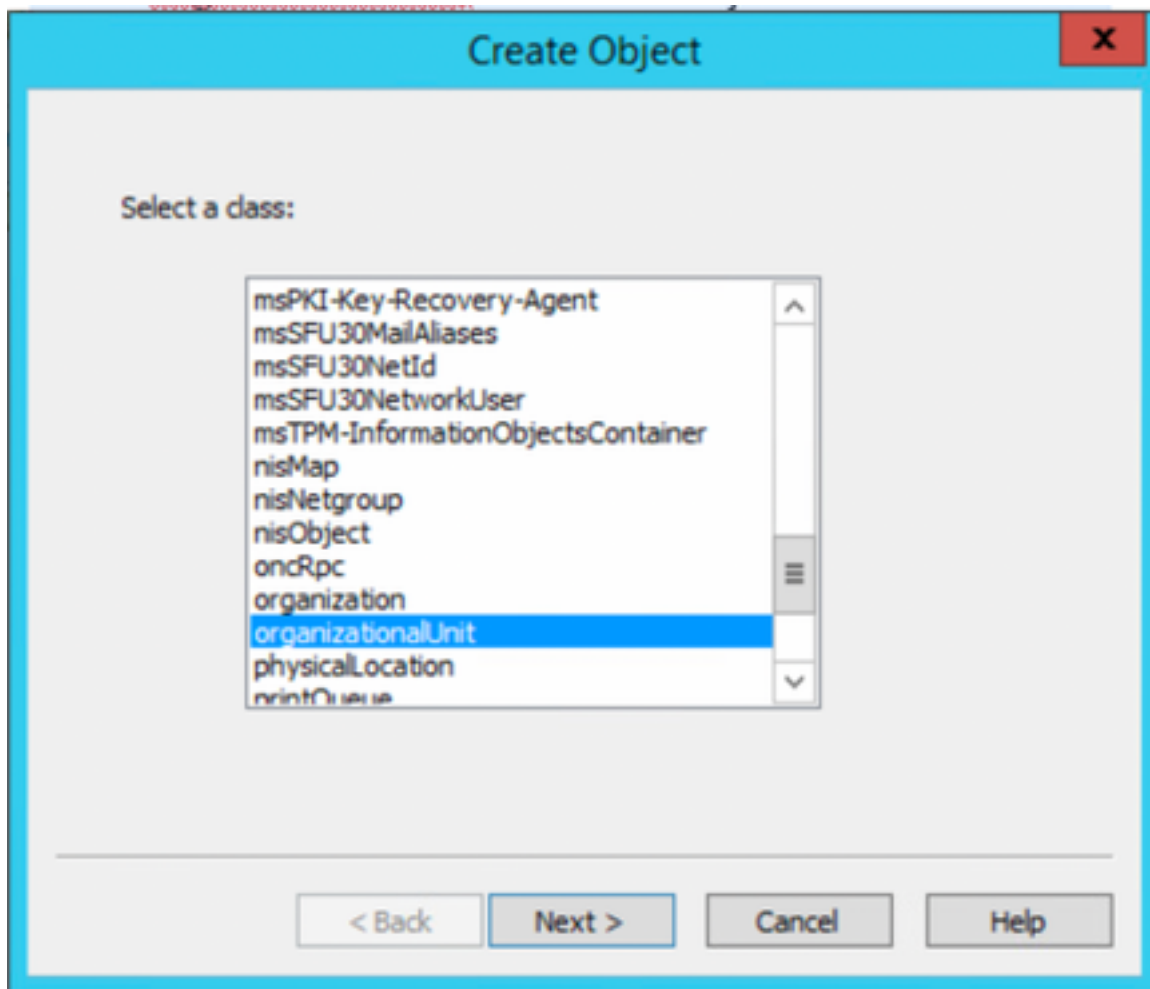 Create Object
x
Select a class:
msPKI-Key-Recovery-Agent
msSFU30MailAliases
msSFU30NetId
msSFU30NetworkUser
msTPM-InformationObjectsContainer
nisMap
nisNetgroup
nisObject
oncRpc
organization
organizationalUnit
physicalLocation
printQueue
< Back Next > Cancel Help